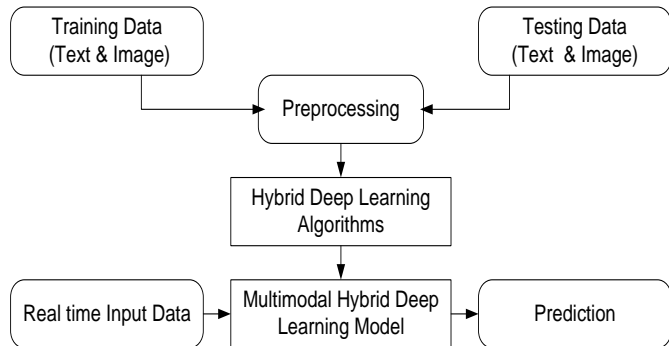 Training Data
(Text & Image)
Testing Data
(Text & Image)
Preprocessing
Hybrid Deep Learning
Algorithms
Real time Input Data
Multimodal Hybrid Deep
Learning Model
Prediction